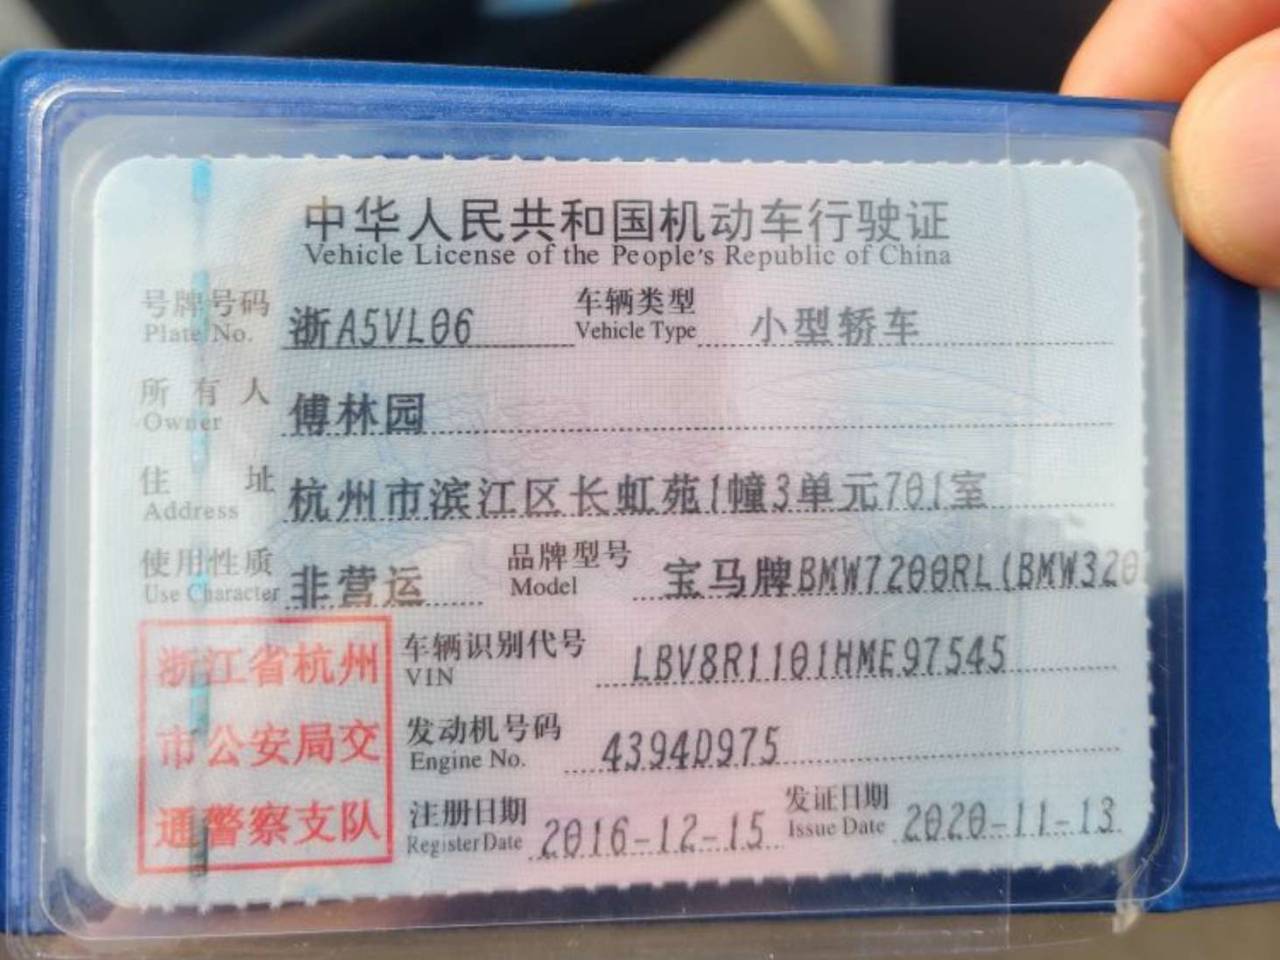 中华人民共和国机动车行驶证
Vehicle License of the People's Republic of China
号牌号码 浙A5VL06 车辆类型 小型轿车
Plate No. Vehicle Type
所有人 傅林园
Owner
住址 杭州市滨江区长虹苑1幢3单元701室
Address
使用性质 非营运 品牌型号 宝马牌BMW7200RL(BMW320
Use Character Model
浙江省杭州
市公安局交
通警察支队
车辆识别代号 LBV8R1101HME97545
VIN
发动机号码 4394D975
Engine No.
注册日期 2016-12-15 发证日期 2020-11-13
Register Date Issue Date